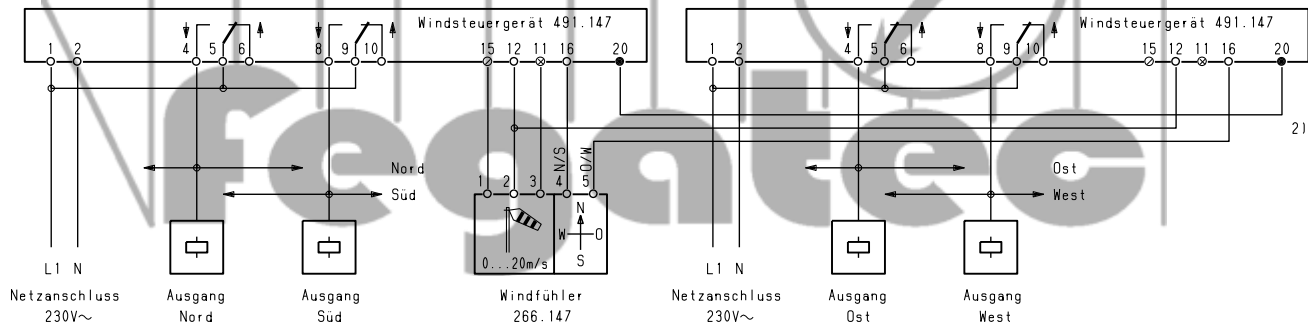 Windsteuergerät 491.147
1 2 4 5 6 8 9 10 15 12 11 16 20
Windsteuergerät 491.147
1 2 4 5 6 8 9 10 15 12 11 16 20
fegatec
2)
Nord
Süd
N/S
O/W
1 2 3 4 5
N
W O
S
0...20m/s
Ost
West
L1 N
Netzanschluss
230V~
Ausgang
Nord
Ausgang
Süd
Windfühler
266.147
L1 N
Netzanschluss
230V~
Ausgang
Ost
Ausgang
West